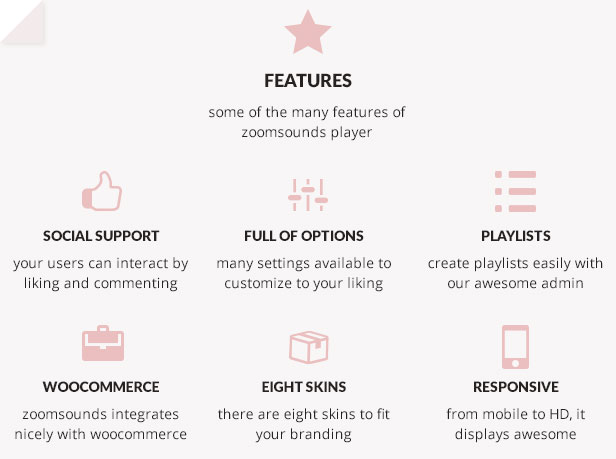 FEATURES
some of the many features of
zoomsounds player
SOCIAL SUPPORT
your users can interact by
liking and commenting
FULL OF OPTIONS
many settings available to
customize to your liking
PLAYLISTS
create playlists easily with
our awesome admin
WOOCOMMERCE
zoomsounds integrates
nicely with woocommerce
EIGHT SKINS
there are eight skins to fit
your branding
RESPONSIVE
from mobile to HD, it
displays awesome